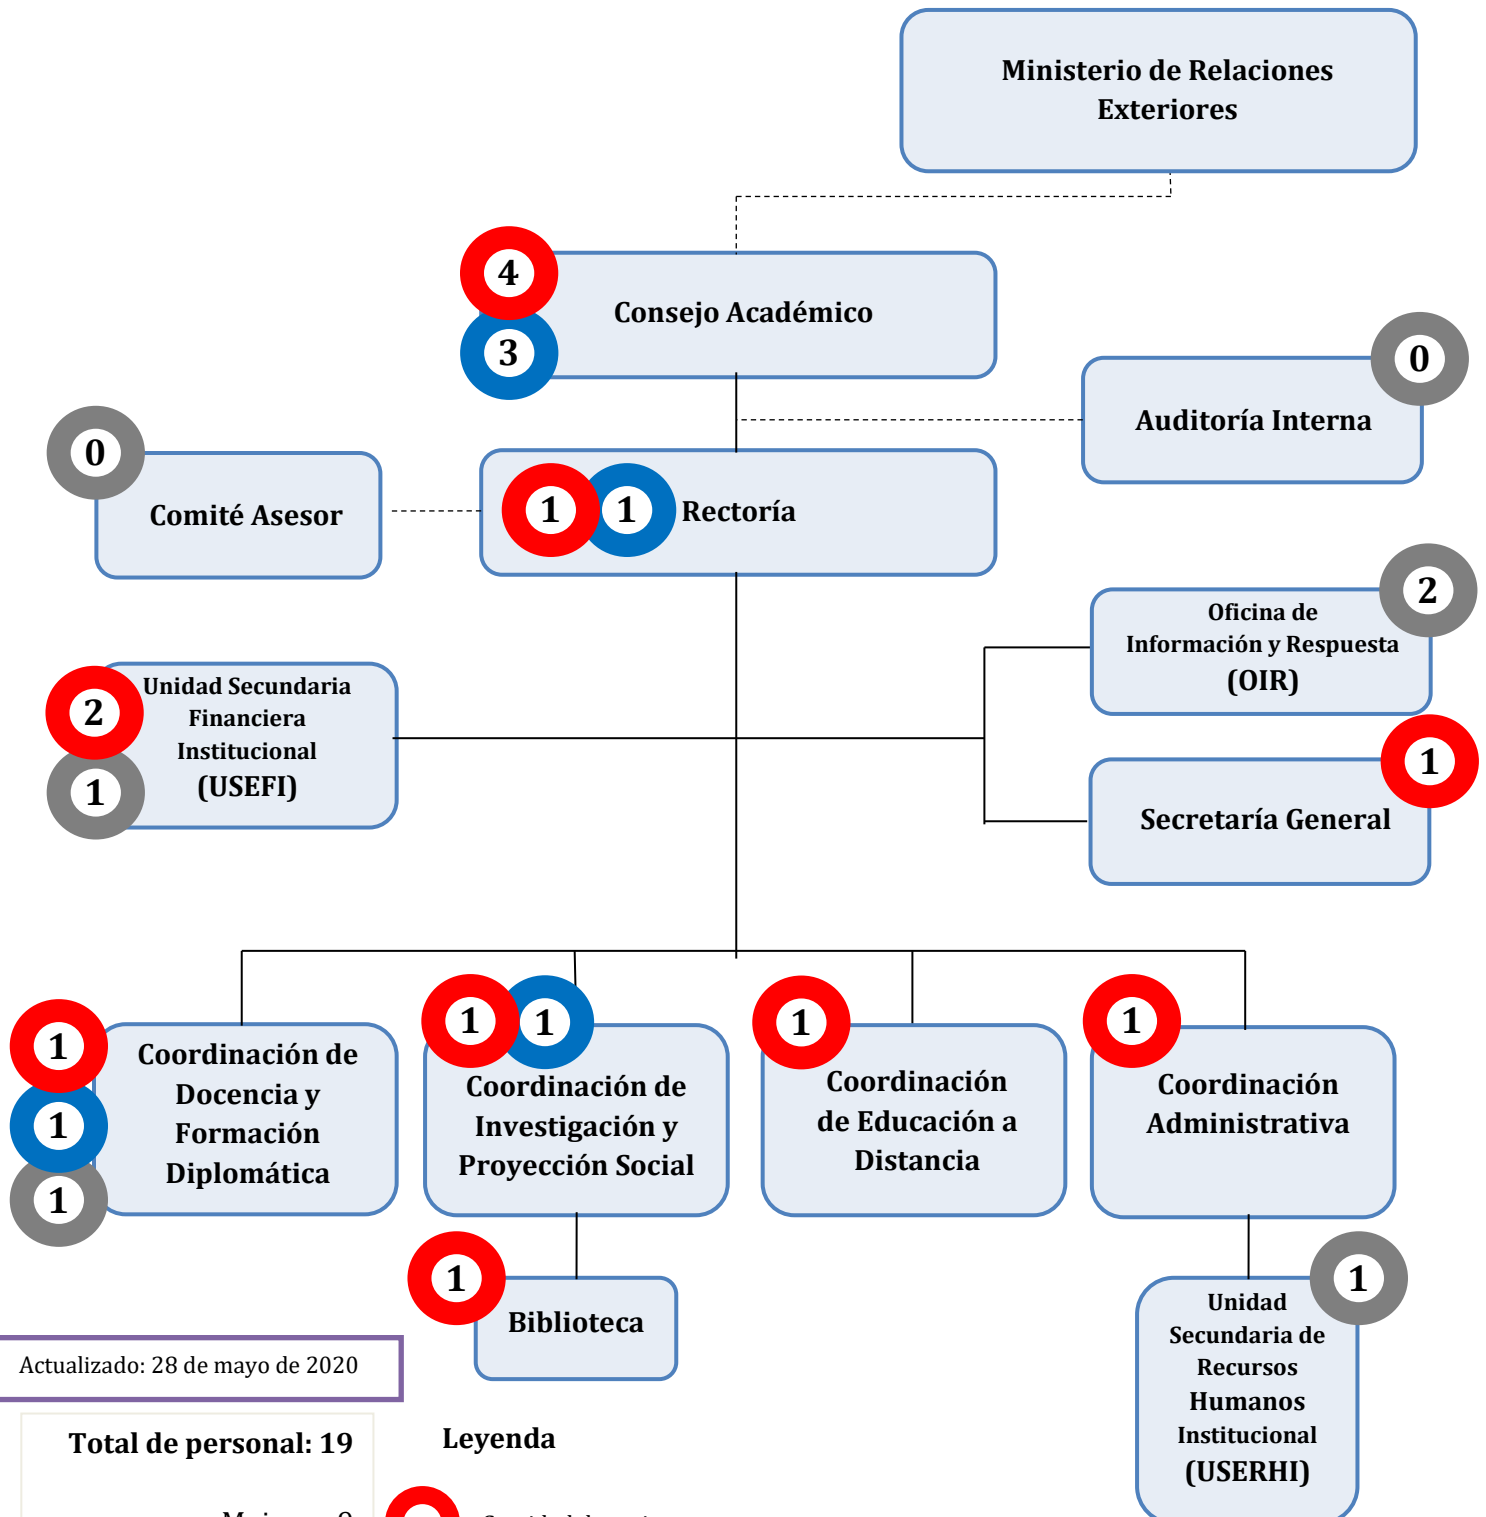 Ministerio de Relaciones
Exteriores
4
Consejo Académico
3
0
Auditoría Interna
0
Comité Asesor
1
1
Rectoría
2
Oficina de
Información y Respuesta
(OIR)
2
Unidad Secundaria
Financiera
Institucional
(USEFI)
1
1
Secretaría General
1
1
1
Coordinación de
Docencia y
Formación
Diplomática
1
1
Coordinación de
Investigación y
Proyección Social
1
Coordinación
de Educación a
Distancia
1
Coordinación
Administrativa
1
Biblioteca
1
Unidad
Secundaria de
Recursos
Humanos
Institucional
(USERHI)
Actualizado: 28 de mayo de 2020
Total de personal: 19
Leyenda